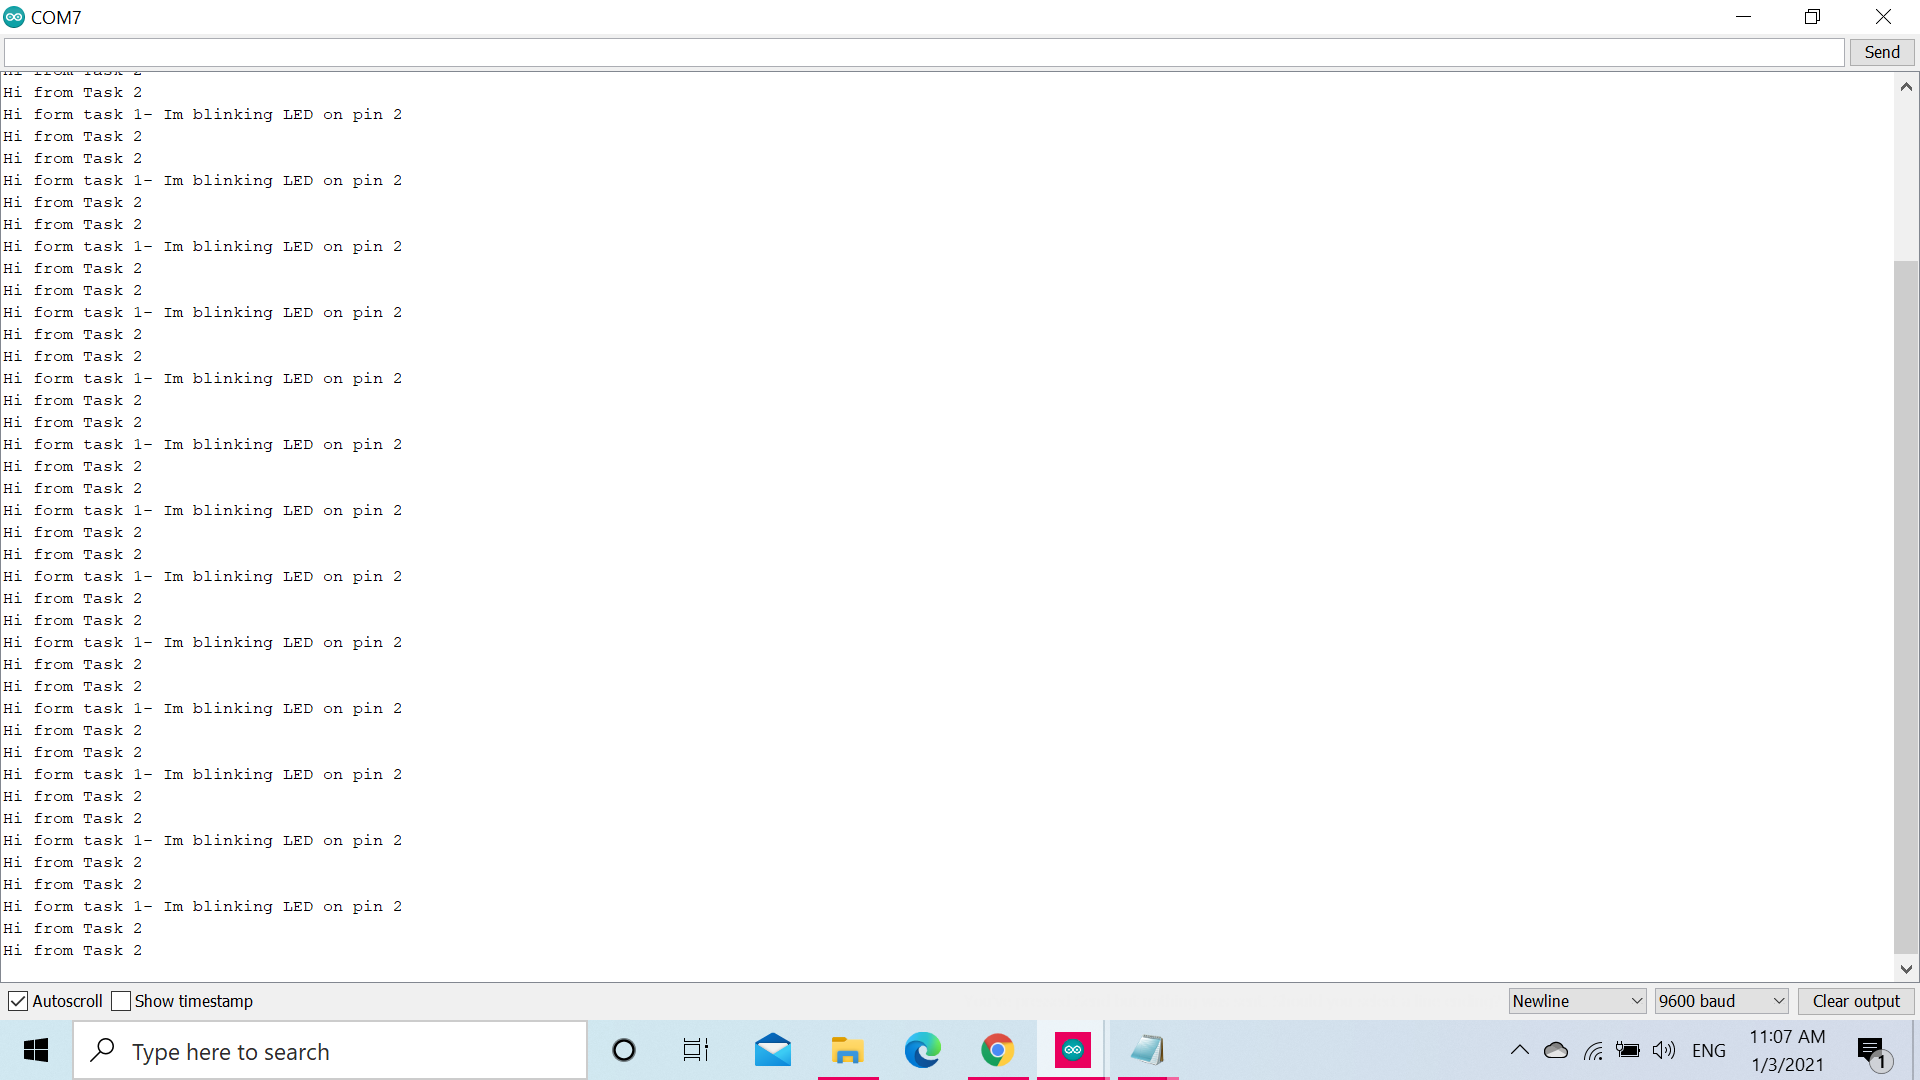 COM7
Send
Hi from Task 2
Hi from Task 2
Hi form task 1- Im blinking LED on pin 2
Hi from Task 2
Hi from Task 2
Hi form task 1- Im blinking LED on pin 2
Hi from Task 2
Hi from Task 2
Hi form task 1- Im blinking LED on pin 2
Hi from Task 2
Hi from Task 2
Hi form task 1- Im blinking LED on pin 2
Hi from Task 2
Hi from Task 2
Hi form task 1- Im blinking LED on pin 2
Hi from Task 2
Hi from Task 2
Hi form task 1- Im blinking LED on pin 2
Hi from Task 2
Hi from Task 2
Hi form task 1- Im blinking LED on pin 2
Hi from Task 2
Hi from Task 2
Hi form task 1- Im blinking LED on pin 2
Hi from Task 2
Hi from Task 2
Hi form task 1- Im blinking LED on pin 2
Hi from Task 2
Hi from Task 2
Hi form task 1- Im blinking LED on pin 2
Hi from Task 2
Hi from Task 2
Hi form task 1- Im blinking LED on pin 2
Hi from Task 2
Hi from Task 2
Hi form task 1- Im blinking LED on pin 2
Hi from Task 2
Hi from Task 2
Hi form task 1- Im blinking LED on pin 2
Hi from Task 2
Hi from Task 2
Autoscroll Show timestamp Newline 9600 baud Clear output
Type here to search ENG 11:07 AM
1/3/2021 1